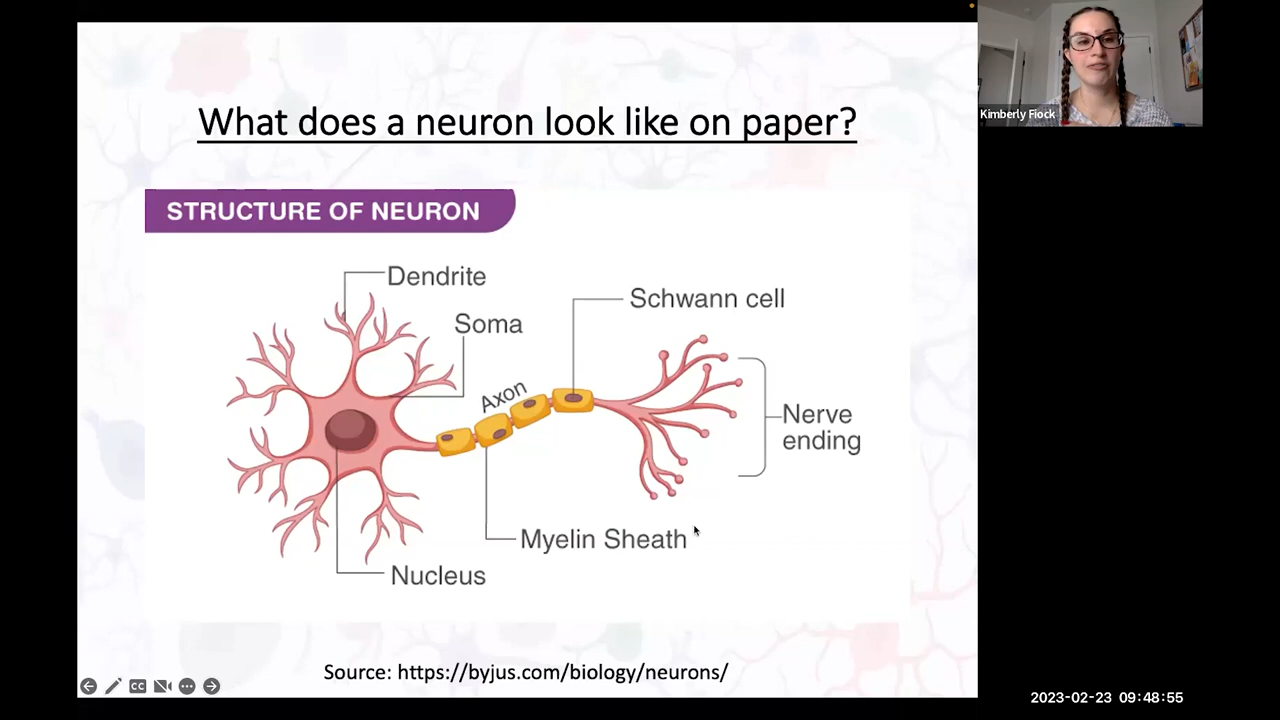 What does a neuron look like on paper?
STRUCTURE OF NEURON
Dendrite
Soma
Schwann cell
Axon
Nerve
ending
Myelin Sheath
Nucleus
Source: https://byjus.com/biology/neurons/
CC
Kimberly Fiock
2023-02-23 09:48:55